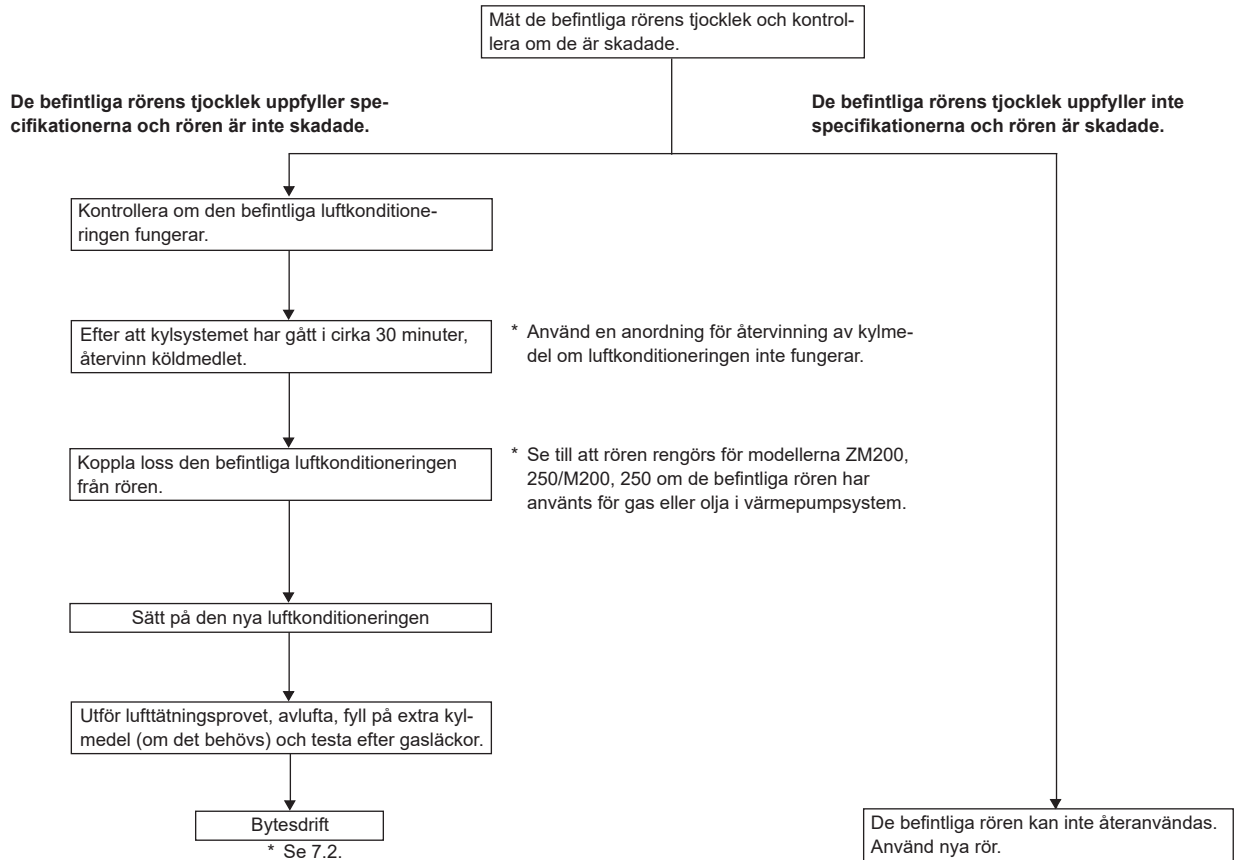 Mät de befintliga rörens tjocklek och kontrol-
lera om de är skadade.
De befintliga rörens tjocklek uppfyller spe-
cifikationerna och rören är inte skadade.
De befintliga rörens tjocklek uppfyller inte
specifikationerna och rören är skadade.
Kontrollera om den befintliga luftkonditione-
ringen fungerar.
Efter att kylsystemet har gått i cirka 30 minuter,
återvinn köldmedlet.
* Använd en anordning för återvinning av kylme-
del om luftkonditioneringen inte fungerar.
Koppla loss den befintliga luftkonditioneringen
från rören.
* Se till att rören rengörs för modellerna ZM200,
250/M200, 250 om de befintliga rören har
använts för gas eller olja i värmepumpsystem.
Sätt på den nya luftkonditioneringen
Utför lufttätningsprovet, avlufta, fyll på extra kyl-
medel (om det behövs) och testa efter gasläckor.
Bytesdrift
* Se 7.2.
De befintliga rören kan inte återanvändas.
Använd nya rör.